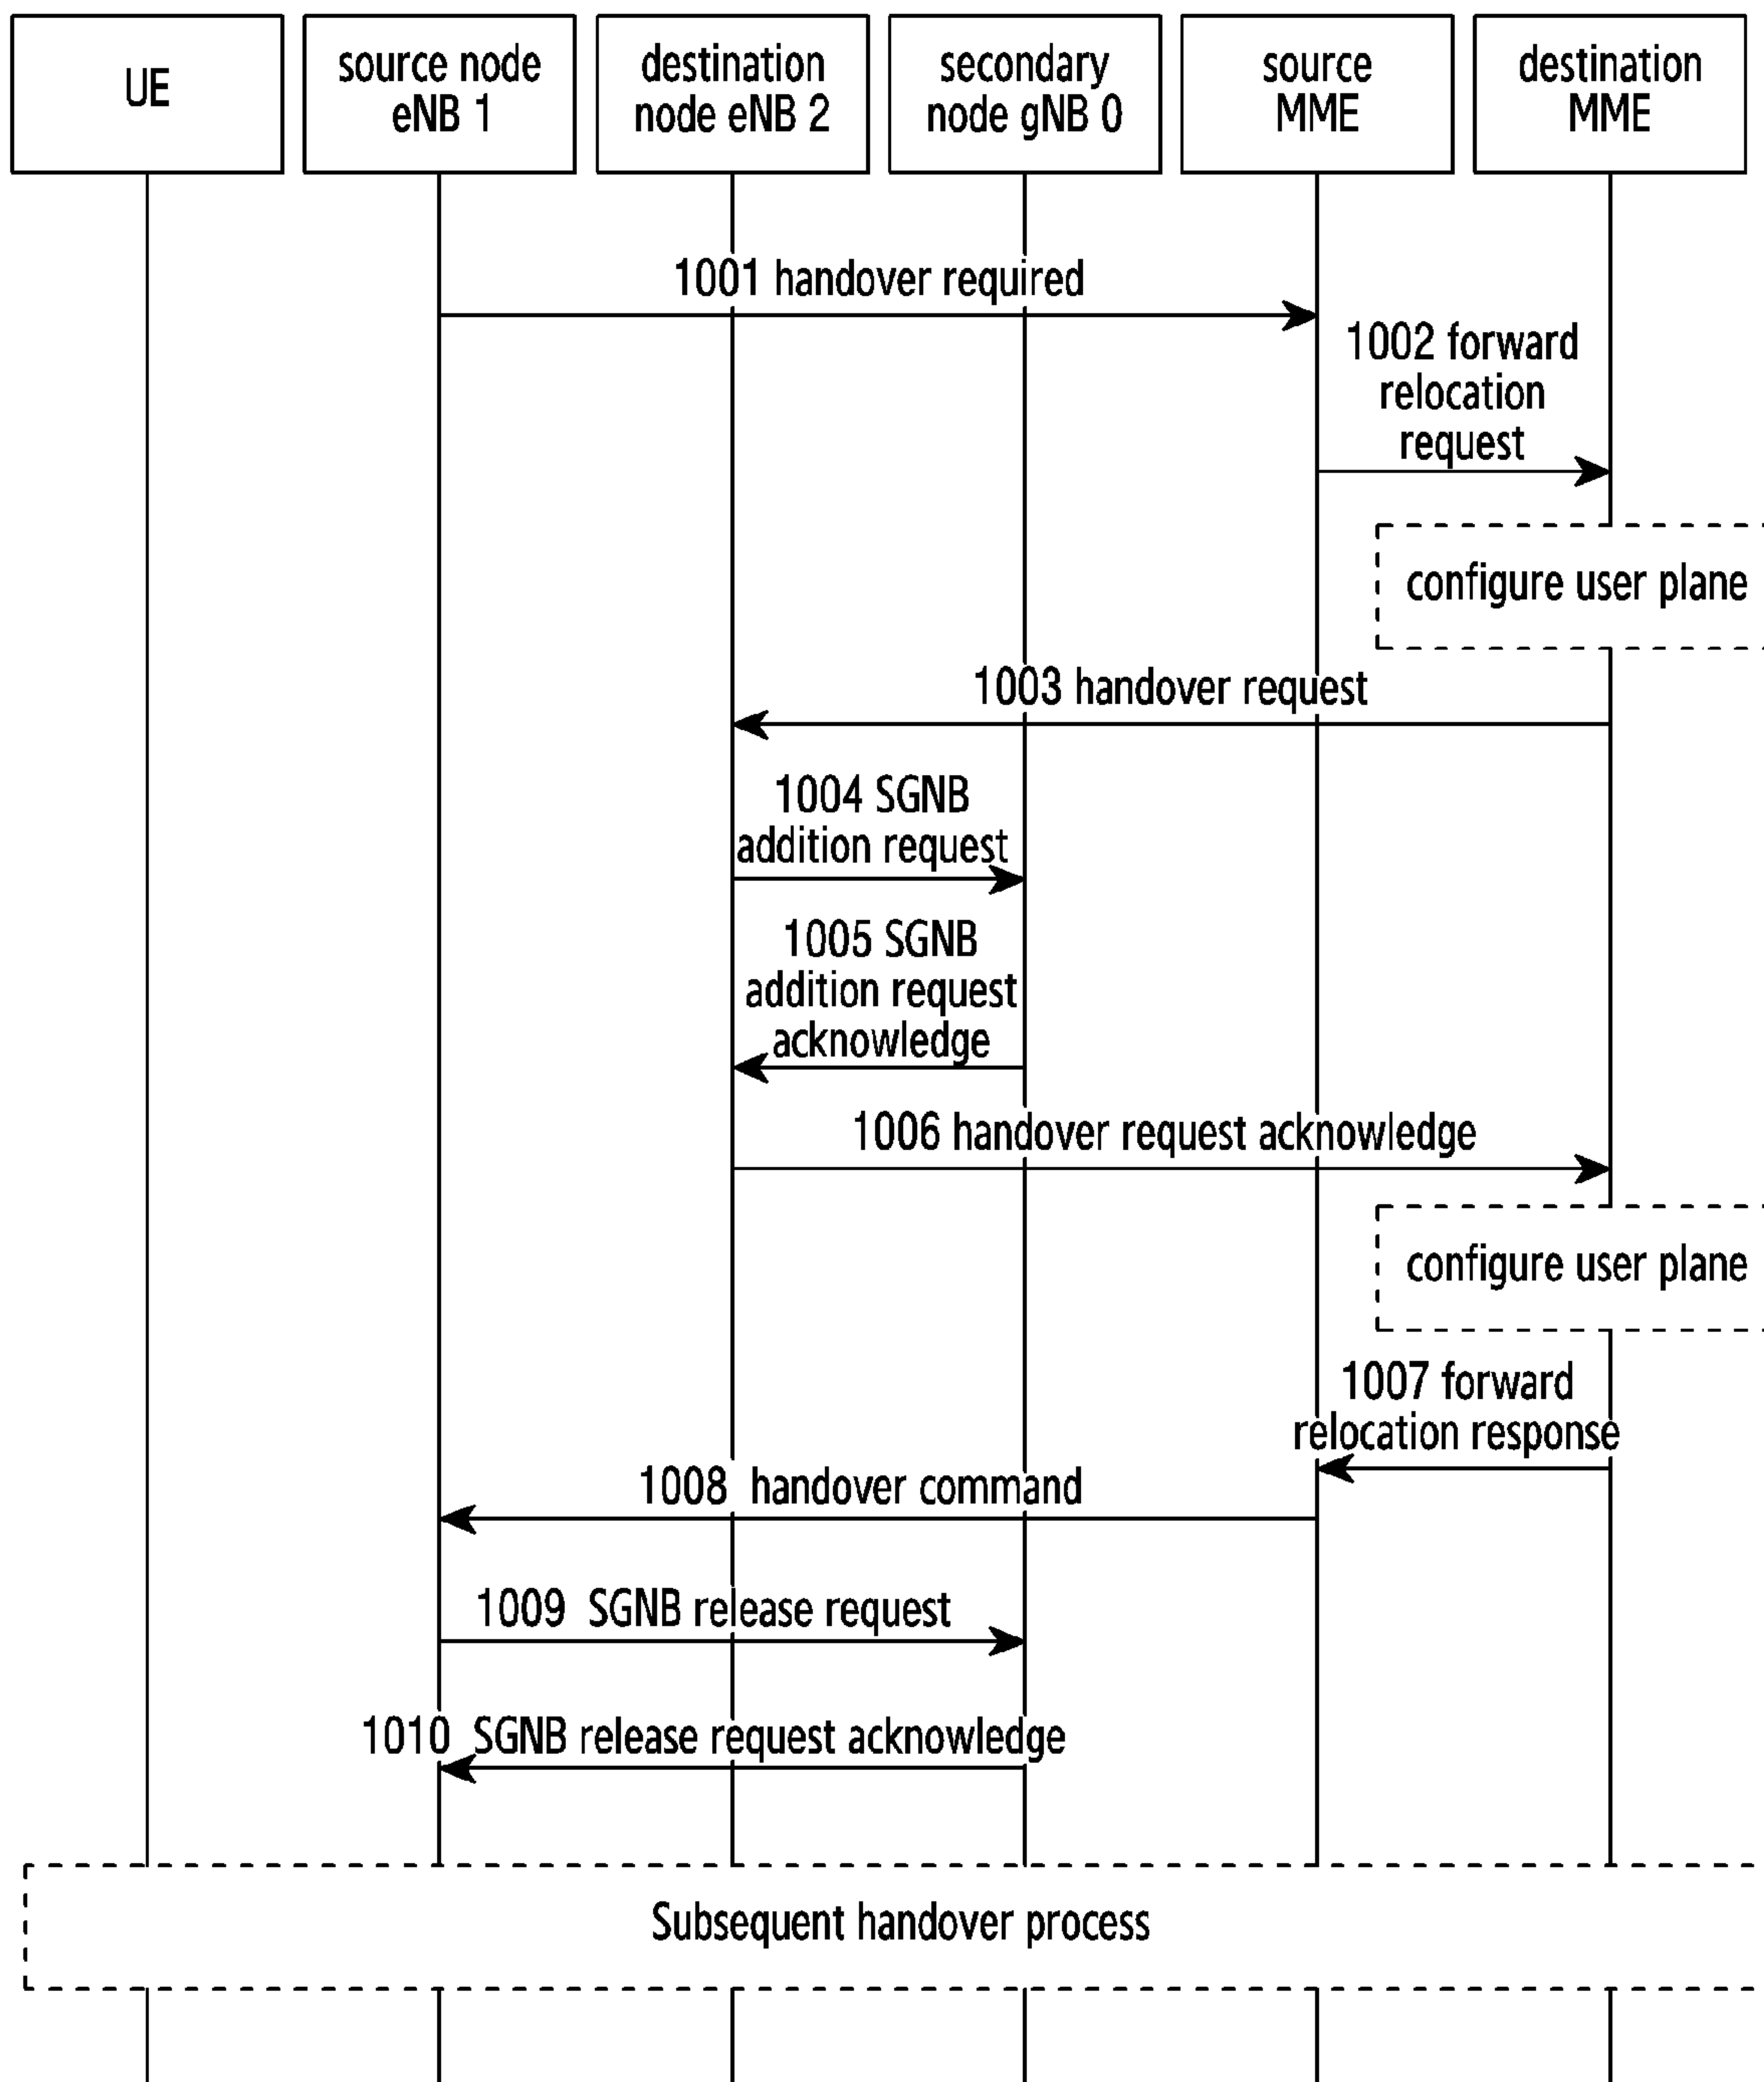 UE
source node
eNB 1
destination
node eNB 2
secondary
node gNB 0
source
MME
destination
MME
1001 handover required
1002 forward
relocation
request
configure user plane
1003 handover request
1004 SGNB
addition request
1005 SGNB
addition request
acknowledge
1006 handover request acknowledge
configure user plane
1007 forward
relocation response
1008 handover command
1009 SGNB release request
1010 SGNB release request acknowledge
Subsequent handover process